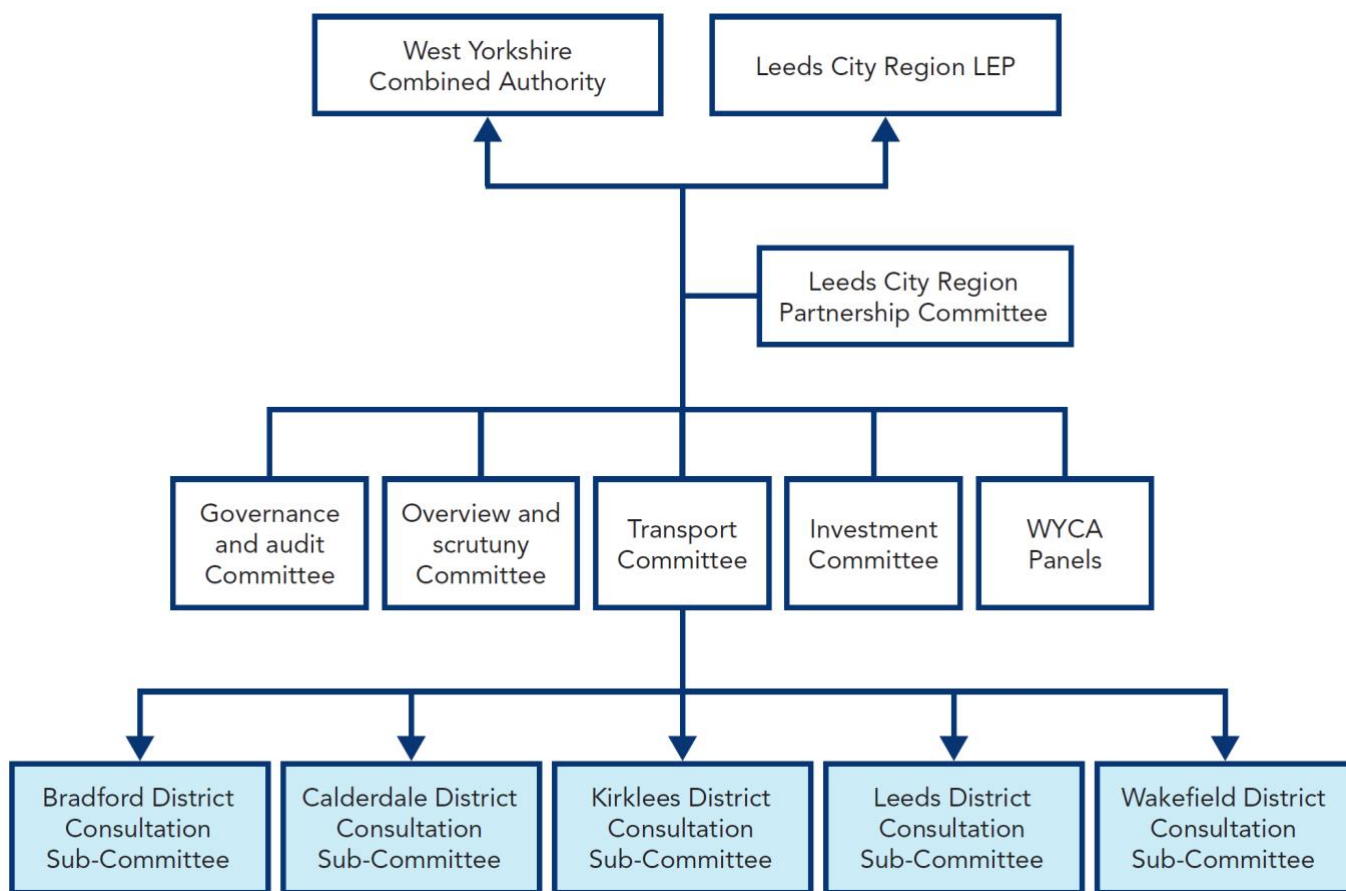 West Yorkshire
Combined Authority
Leeds City Region LEP
Leeds City Region
Partnership Committee
Governance
and audit
Committee
Overview and
scrutuny
Committee
Transport
Committee
Investment
Committee
WYCA
Panels
Bradford District
Consultation
Sub-Committee
Calderdale District
Consultation
Sub-Committee
Kirklees District
Consultation
Sub-Committee
Leeds District
Consultation
Sub-Committee
Wakefield District
Consultation
Sub-Committee